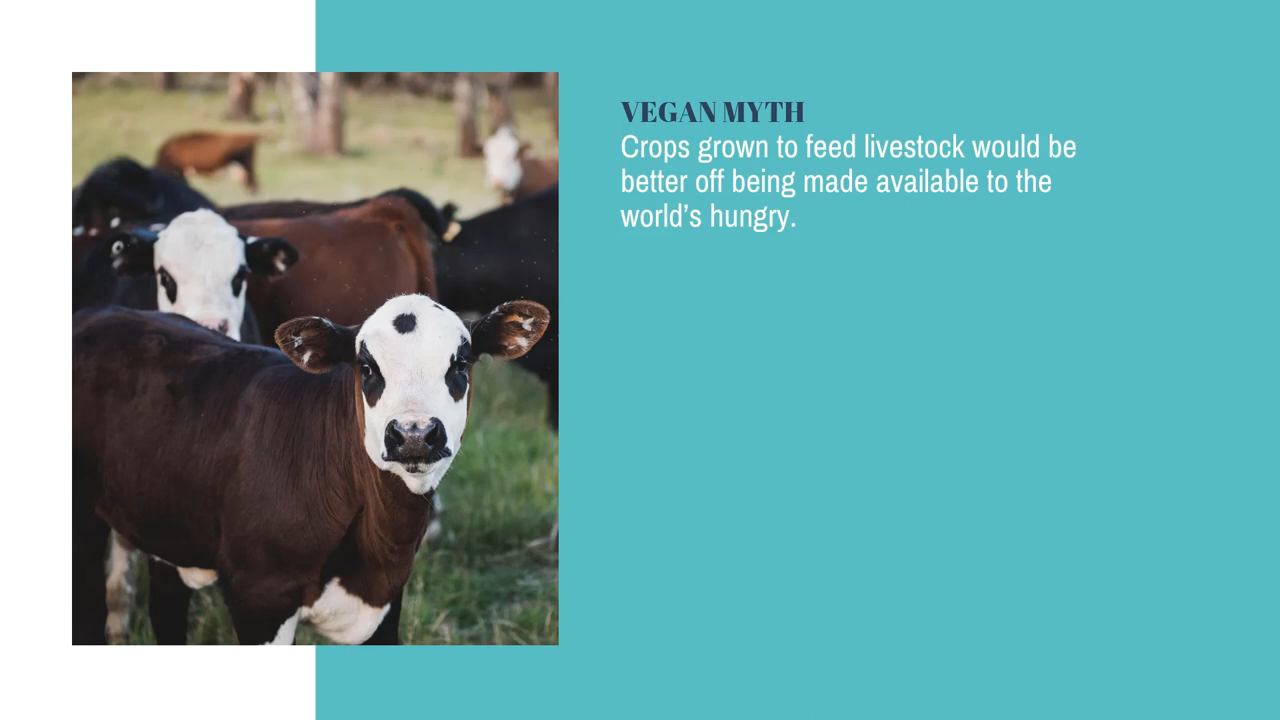 VEGAN MYTH
Crops grown to feed livestock would be
better off being made available to the
world’s hungry.